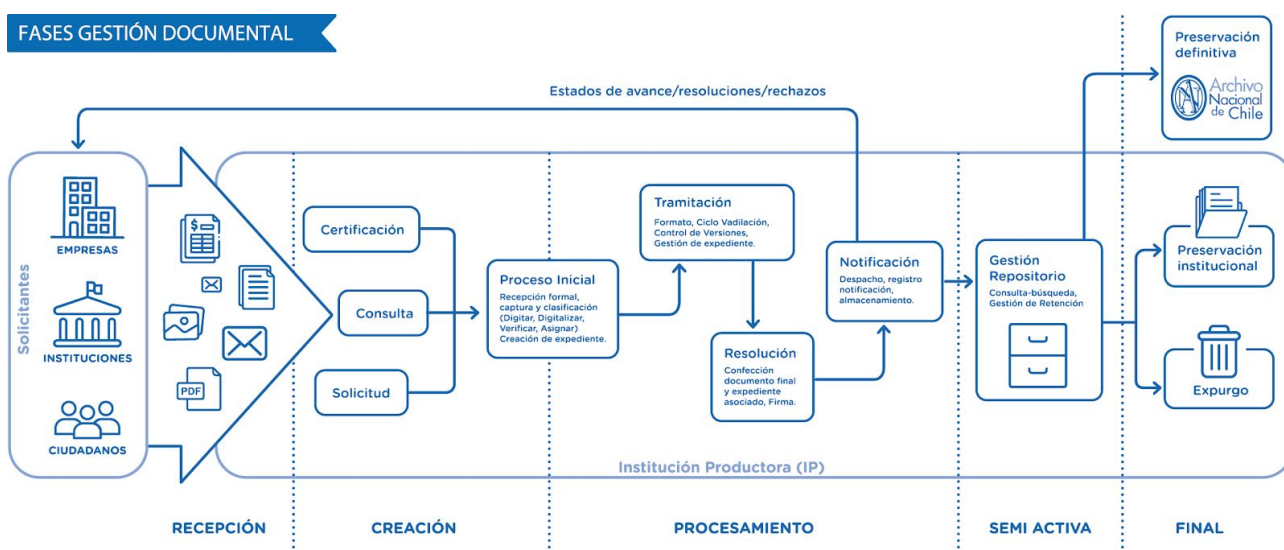 FASES GESTIÓN DOCUMENTAL
Preservación
definitiva
Archivo
Nacional
de Chile
Estados de avance/resoluciones/rechazos
Solicitantes
EMPRESAS
INSTITUCIONES
CIUDADANOS
PDF
Certificación
Consulta
Solicitud
Proceso Inicial
Recepción formal,
captura y clasificación
(Digitar, Digitalizar,
Verificar, Asignar)
Creación de expediente.
Tramitación
Formato, Ciclo Vadilación,
Control de Versiones,
Gestión de expediente.
Resolución
Confección
documento final
y expediente
asociado, Firma.
Notificación
Despacho, registro
notificación,
almacenamiento.
Gestión
Repositorio
Consulta-búsqueda,
Gestión de Retención
Preservación
institucional
Expurgo
Institución Productora (IP)
RECEPCIÓN
CREACIÓN
PROCESAMIENTO
SEMI ACTIVA
FINAL